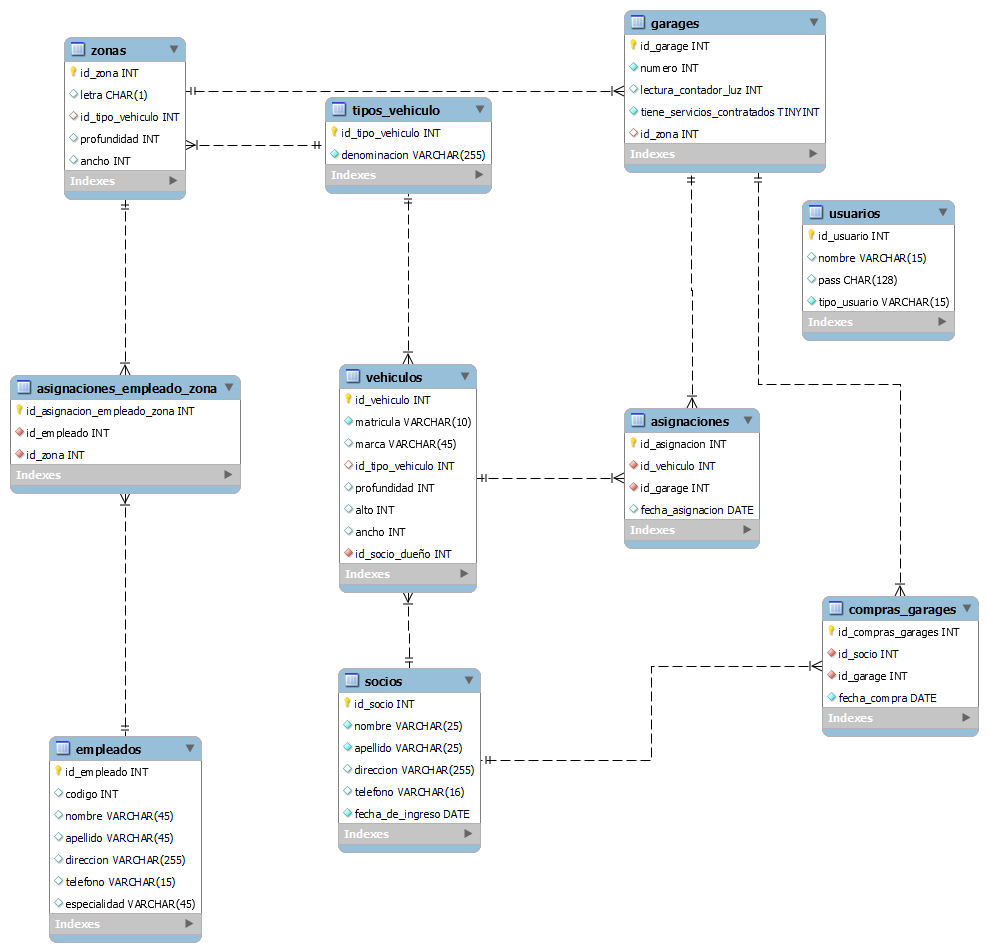 zonas
id_zona INT
letra CHAR(1)
id_tipo_vehiculo INT
profundidad INT
ancho INT
Indexes
tipos_vehiculo
id_tipo_vehiculo INT
denominacion VARCHAR(255)
Indexes
garages
id_garage INT
numero INT
lectura_contador_luz INT
tiene_servicios_contratados TINYINT
id_zona INT
Indexes
usuarios
id_usuario INT
nombre VARCHAR(15)
pass CHAR(128)
tipo_usuario VARCHAR(15)
Indexes
asignaciones_empleado_zona
id_asignacion_empleado_zona INT
id_empleado INT
id_zona INT
Indexes
vehiculos
id_vehiculo INT
matricula VARCHAR(10)
marca VARCHAR(45)
id_tipo_vehiculo INT
profundidad INT
alto INT
ancho INT
id_socio_dueño INT
Indexes
asignaciones
id_asignacion INT
id_vehiculo INT
id_garage INT
fecha_asignacion DATE
Indexes
compras_garages
id_compras_garages INT
id_socio INT
id_garage INT
fecha_compra DATE
Indexes
socios
id_socio INT
nombre VARCHAR(25)
apellido VARCHAR(25)
direccion VARCHAR(255)
telefono VARCHAR(16)
fecha_de_ingreso DATE
Indexes
empleados
id_empleado INT
codigo INT
nombre VARCHAR(45)
apellido VARCHAR(45)
direccion VARCHAR(255)
telefono VARCHAR(15)
especialidad VARCHAR(45)
Indexes